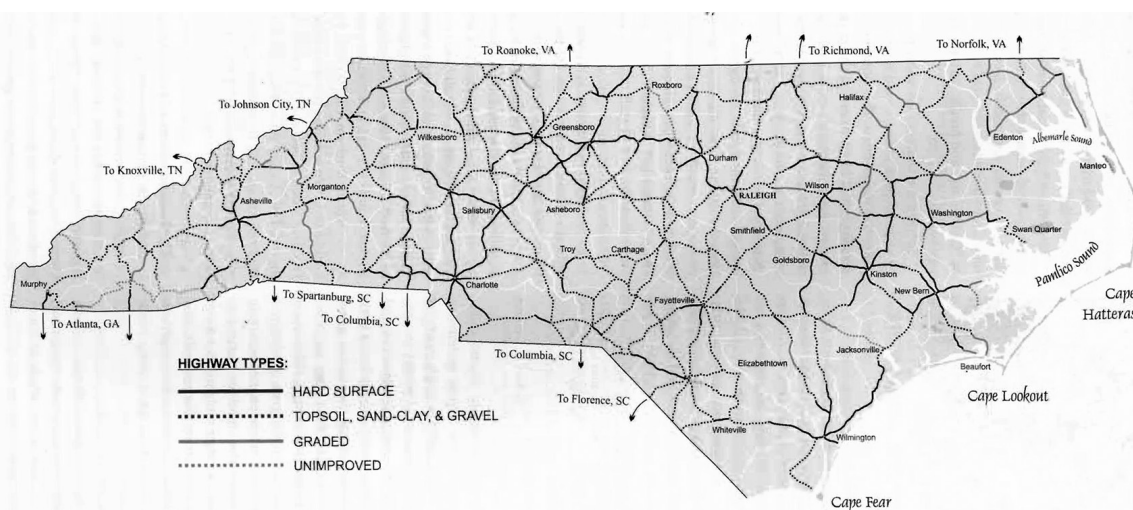 To Roanoke, VA
To Richmond, VA
To Norfolk, VA
To Johnson City, TN
To Knoxville, TN
Roxboro
Halifax
Greensboro
Wilkesboro
Edenton
Albemarle Sound
Durham
Manteo
Morganton
Wilson
RALEIGH
Asheville
Salisbury
Asheboro
Washington
Smithfield
Swan Quarter
Troy
Carthage
Goldsboro
Pamlico Sound
Kinston
Murphy
Charlotte
New Bern
Cape
Hatteras
To Spartanburg, SC
Fayetteville
To Atlanta, GA
To Columbia, SC
Jacksonville
To Columbia, SC
Elizabethtown
Beaufort
HIGHWAY TYPES:
HARD SURFACE
Cape Lookout
To Florence, SC
TOPSOIL, SAND-CLAY, & GRAVEL
Whiteville
GRADED
Wilmington
UNIMPROVED
Cape Fear